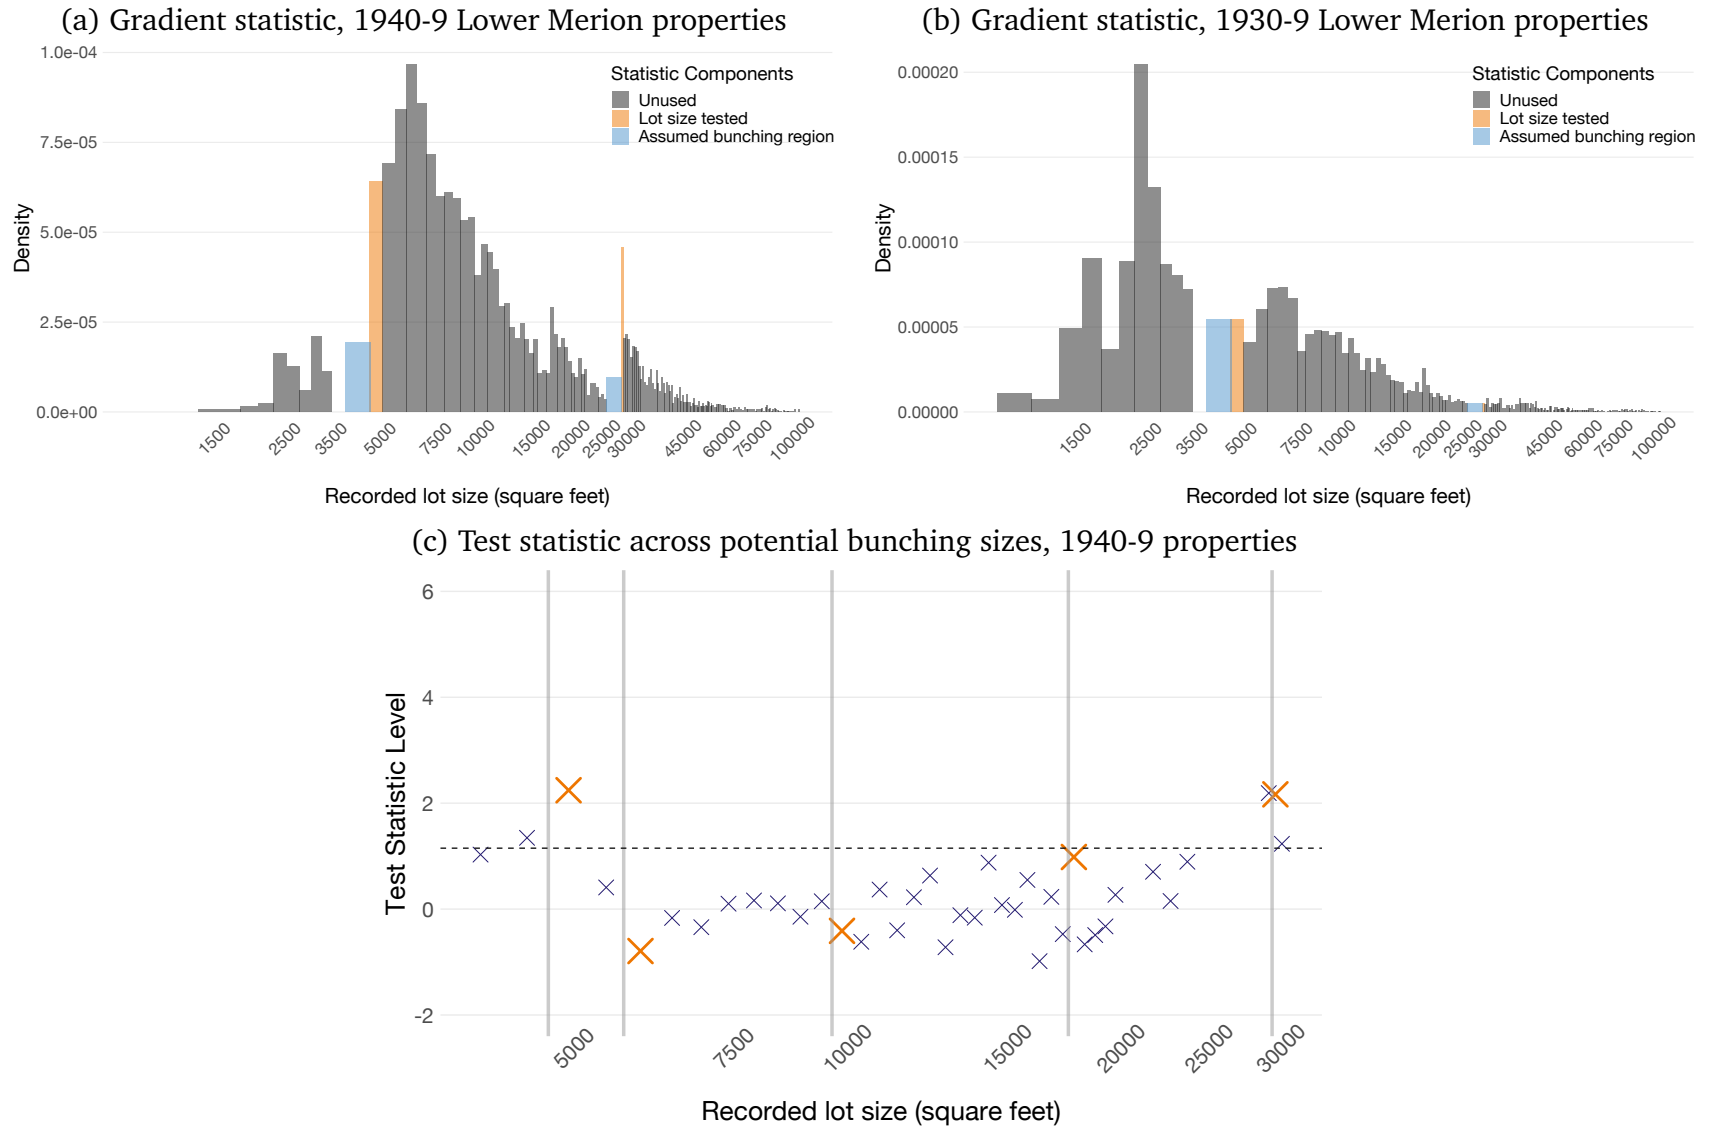 (a) Gradient statistic, 1940-9 Lower Merion properties
1.0e-04
7.5e-05
5.0e-05
2.5e-05
0.0e+00
Density
Statistic Components
Unused
Lot size tested
Assumed bunching region
1500 2500 3500 5000 7500 10000 15000 20000 25000 30000 45000 60000 75000 100000
Recorded lot size (square feet)
(b) Gradient statistic, 1930-9 Lower Merion properties
0.00020
0.00015
0.00010
0.00005
0.00000
Density
Statistic Components
Unused
Lot size tested
Assumed bunching region
1500 2500 3500 5000 7500 10000 15000 20000 25000 30000 45000 60000 75000 100000
Recorded lot size (square feet)
(c) Test statistic across potential bunching sizes, 1940-9 properties
6
4
2
0
-2
Test Statistic Level
5000 7500 10000 15000 20000 25000 30000
Recorded lot size (square feet)